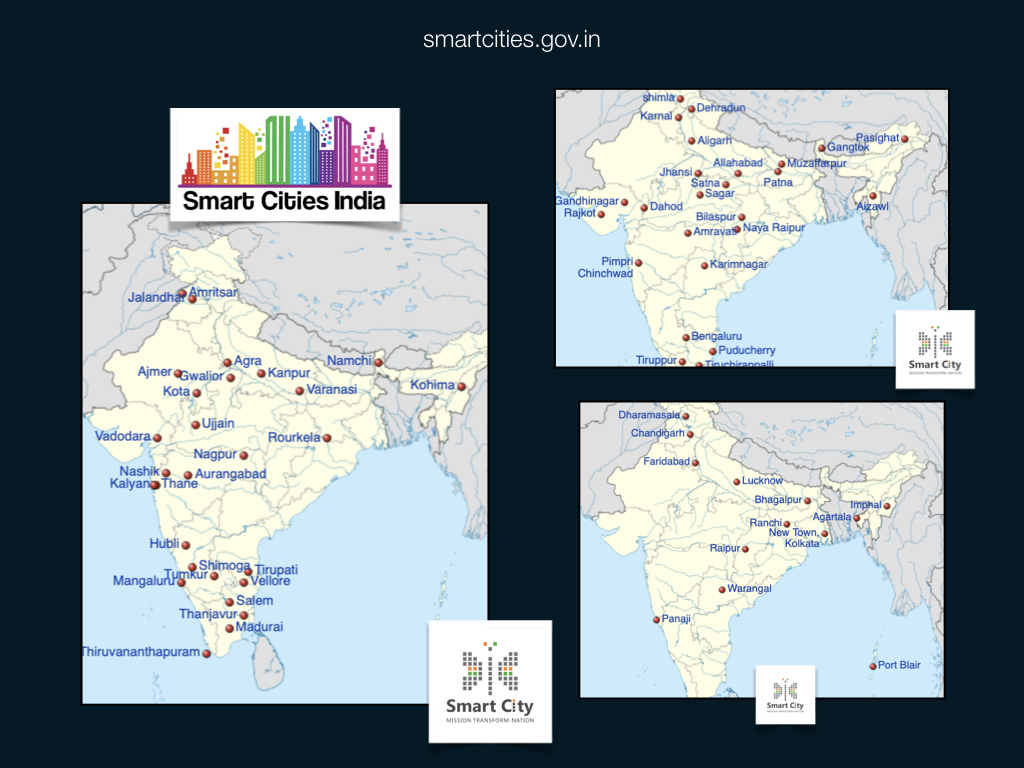 smartcities.gov.in
Smart Cities India
Jalandhar
Amritsar
Agra
Namchi
Ajmer
Gwalior
Kanpur
Kohima
Kota
Varanasi
Ujjain
Vadodara
Rourkela
Nagpur
Nashik
Aurangabad
Kalyan
Thane
Hubli
Shimoga
Tirupati
Tumkur
Mangaluru
Vellore
Salem
Thanjavur
Madurai
Thiruvananthapuram
Smart City
MISSION TRANSFORM-NATION
shimla
Dehradun
Karnal
Aligarh
Pasighat
Gangtok
Allahabad
Muzaffarpur
Jhansi
Satna
Patna
Sagar
Gandhinagar
Dahod
Aizawl
Rajkot
Bilaspur
Naya Raipur
Amravati
Pimpri
Chinchwad
Karimnagar
Bengaluru
Puducherry
Tiruppur
Tiruchirappalli
Smart City
MISSION TRANSFORM-NATION
Dharamasala
Chandigarh
Faridabad
Lucknow
Bhagalpur
Imphal
Agartala
Ranchi
New Town,
Kolkata
Raipur
Warangal
Panaji
Port Blair
Smart City
MISSION TRANSFORM-NATION